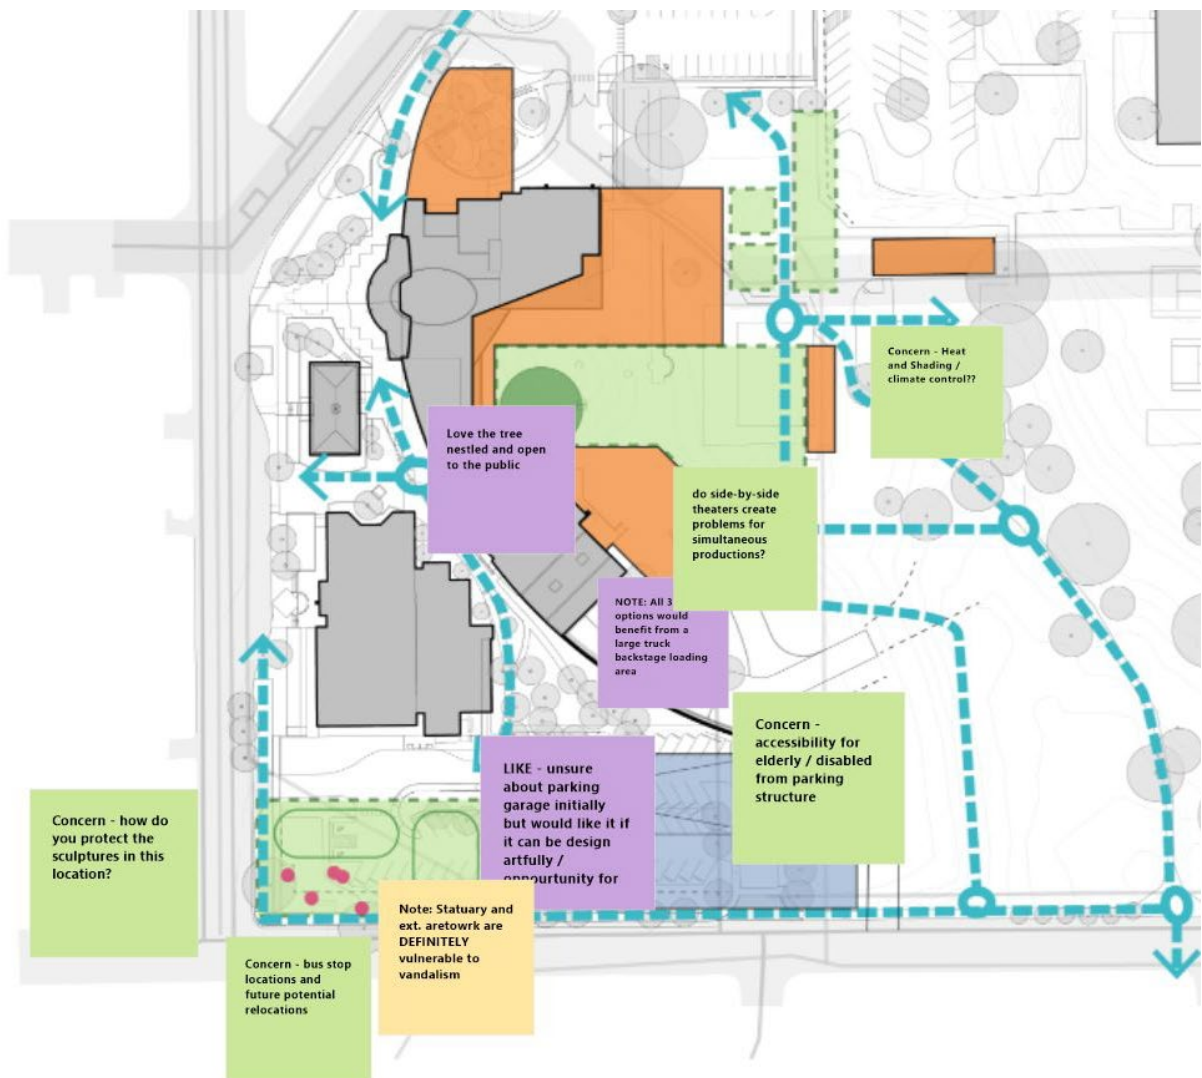 Concern - Heat
and Shading /
climate control??
Love the tree
nestled and open
to the public
do side-by-side
theaters create
problems for
simultaneous
productions?
NOTE: All 3
options would
benefit from a
large truck
backstage loading
area
Concern -
accessibility for
elderly / disabled
from parking
structure
LIKE - unsure
about parking
garage initially
but would like it if
it can be design
artfully /
oppourtunity for
Concern - how do
you protect the
sculptures in this
location?
Note: Statuary and
ext. aretowrk are
DEFINITELY
vulnerable to
vandalism
Concern - bus stop
locations and
future potential
relocations